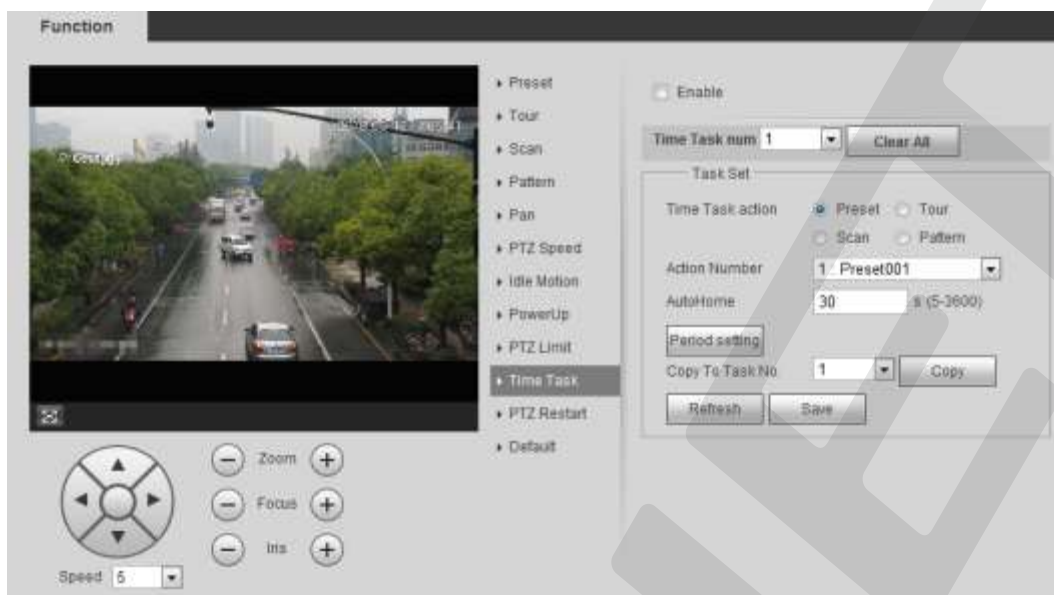 Function
Preset
Tour
Scan
Pattern
Pan
PTZ Speed
Idle Motion
PowerUp
PTZ Limit
Time Task
PTZ Restart
Default
Enable
Time Task num 1 Clear All
Task Set
Time Task action Preset Tour
Scan Pattern
Action Number 1 : Preset001
AutoHome 30 s (5-3600)
Period setting
Copy To Task No 1 Copy
Refresh Save
Zoom
Focus
Iris
Speed 5